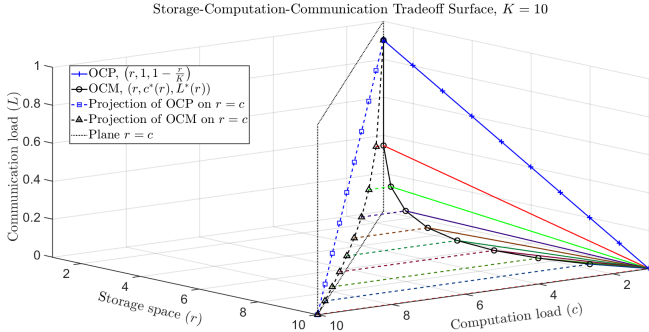 Storage-Computation-Communication Tradeoff Surface, K = 10
OCP, (r, 1, 1 − r/K)
OCM, (r, c*(r), L*(r))
Projection of OCP on r = c
Projection of OCM on r = c
Plane r = c
Communication load (L)
1
0.8
0.6
0.4
0.2
0
2
4
6
8
10
Storage space (r)
10
8
6
4
2
Computation load (c)